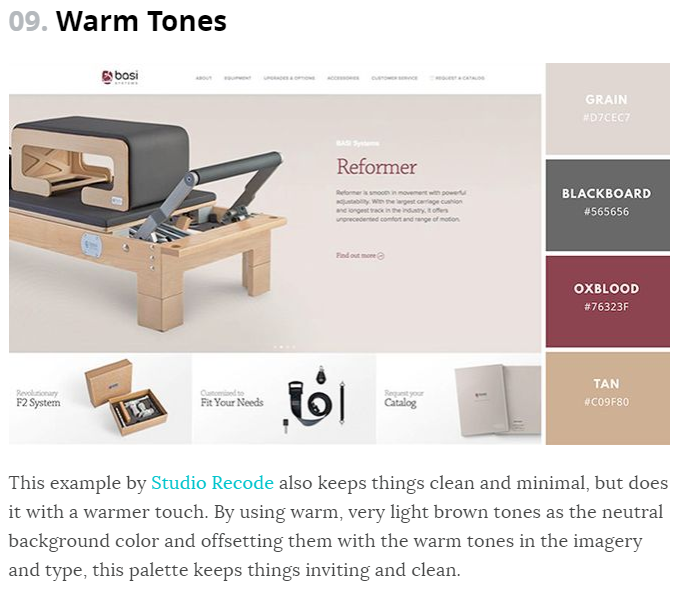 09. Warm Tones
basi
SYSTEMS
ABOUT EQUIPMENT UPGRADES & OPTIONS ACCESSORIES CUSTOMER SERVICE REQUEST A CATALOG
BASI Systems
Reformer
Reformer is smooth in movement with powerful
adjustability. With the largest carriage cushion
and longest track in the industry, it offers
unprecedented comfort and range of motion.
Find out more
Revolutionary
F2 System
Customized to
Fit Your Needs
Request your
Catalog
GRAIN
#D7CEC7
BLACKBOARD
#565656
OXBLOOD
#76323F
TAN
#C09F80
This example by Studio Recode also keeps things clean and minimal, but does
it with a warmer touch. By using warm, very light brown tones as the neutral
background color and offsetting them with the warm tones in the imagery
and type, this palette keeps things inviting and clean.